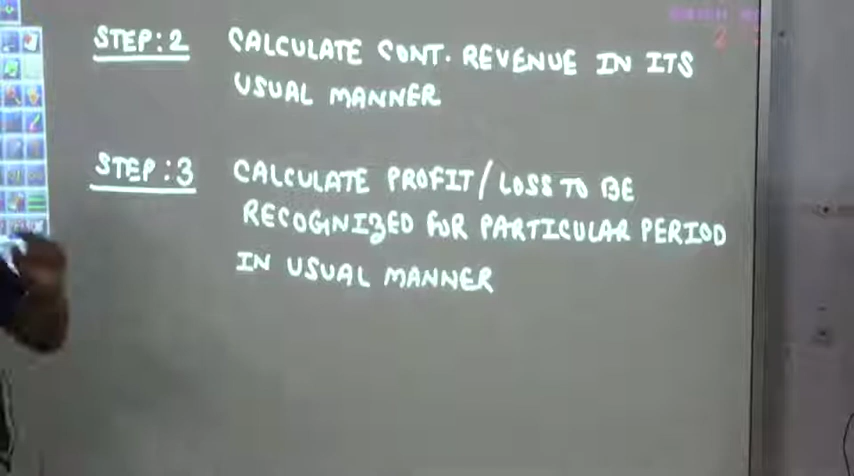 STEP:2 CALCULATE CONT. REVENUE IN ITS
USUAL MANNER
STEP:3 CALCULATE PROFIT/LOSS TO BE
RECOGNIZED FOR PARTICULAR PERIOD
IN USUAL MANNER